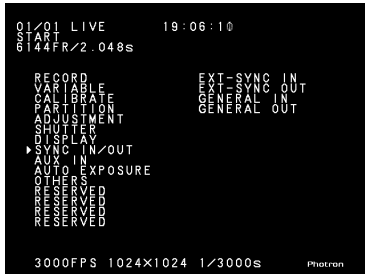 01/01 LIVE 19:06:10
START
6144FR/2.048s
RECORD EXT-SYNC IN
VARIABLE EXT-SYNC OUT
CALIBRATE GENERAL IN
PARTITION GENERAL OUT
ADJUSTMENT
SHUTTER
DISPLAY
▶SYNC IN/OUT
AUX IN
AUTO EXPOSURE
OTHERS
RESERVED
RESERVED
RESERVED
RESERVED
3000FPS 1024×1024 1/3000s Photron